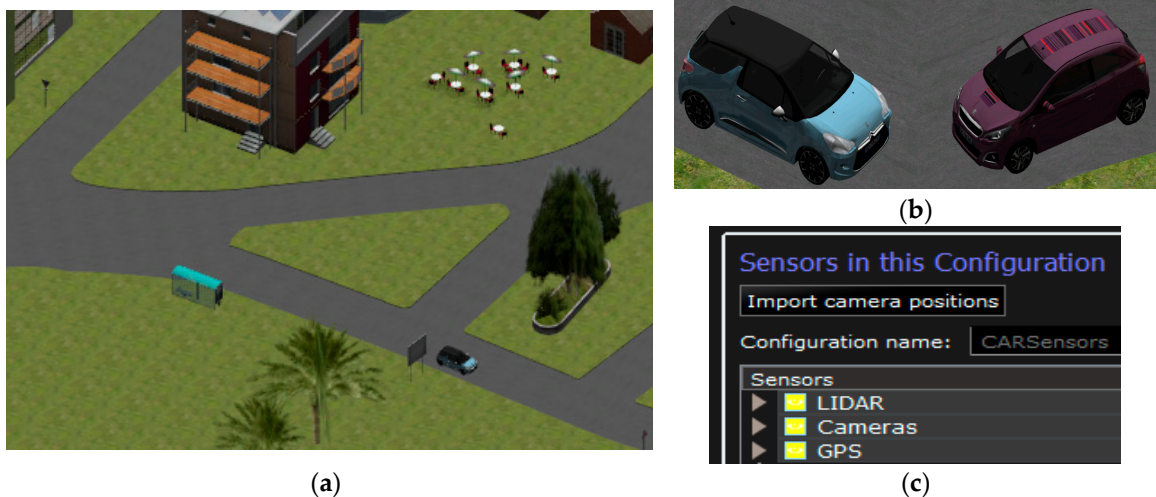 (a)
(b)
Sensors in this Configuration
Import camera positions
Configuration name: CARSensors
Sensors
LIDAR
Cameras
GPS
(c)